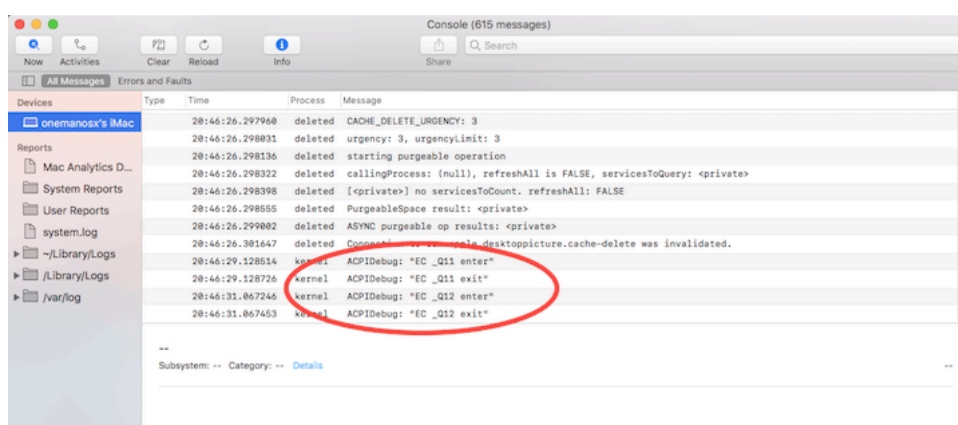 Console (615 messages)
Now Activities Clear Reload Info Share Search
All Messages Errors and Faults
Devices
onemanosx's iMac
Reports
Mac Analytics D...
System Reports
User Reports
system.log
~/Library/Logs
/Library/Logs
/var/log
Type Time Process Message
20:46:26.297960 deleted CACHE_DELETE_URGENCY: 3
20:46:26.298031 deleted urgency: 3, urgencyLimit: 3
20:46:26.298136 deleted starting purgeable operation
20:46:26.298322 deleted callingProcess: (null), refreshAll is FALSE, servicesToQuery: <private>
20:46:26.298398 deleted [<private>] no servicesToCount. refreshAll: FALSE
20:46:26.298555 deleted PurgeableSpace result: <private>
20:46:26.299002 deleted ASYNC purgeable op results: <private>
20:46:26.301647 deleted desktoppicture.cache-delete was invalidated.
20:46:29.128514 kernel ACPIDebug: "EC _Q11 enter"
20:46:29.128726 kernel ACPIDebug: "EC _Q11 exit"
20:46:31.067246 kernel ACPIDebug: "EC _Q12 enter"
20:46:31.067453 kernel ACPIDebug: "EC _Q12 exit"
--
Subsystem: -- Category: -- Details --